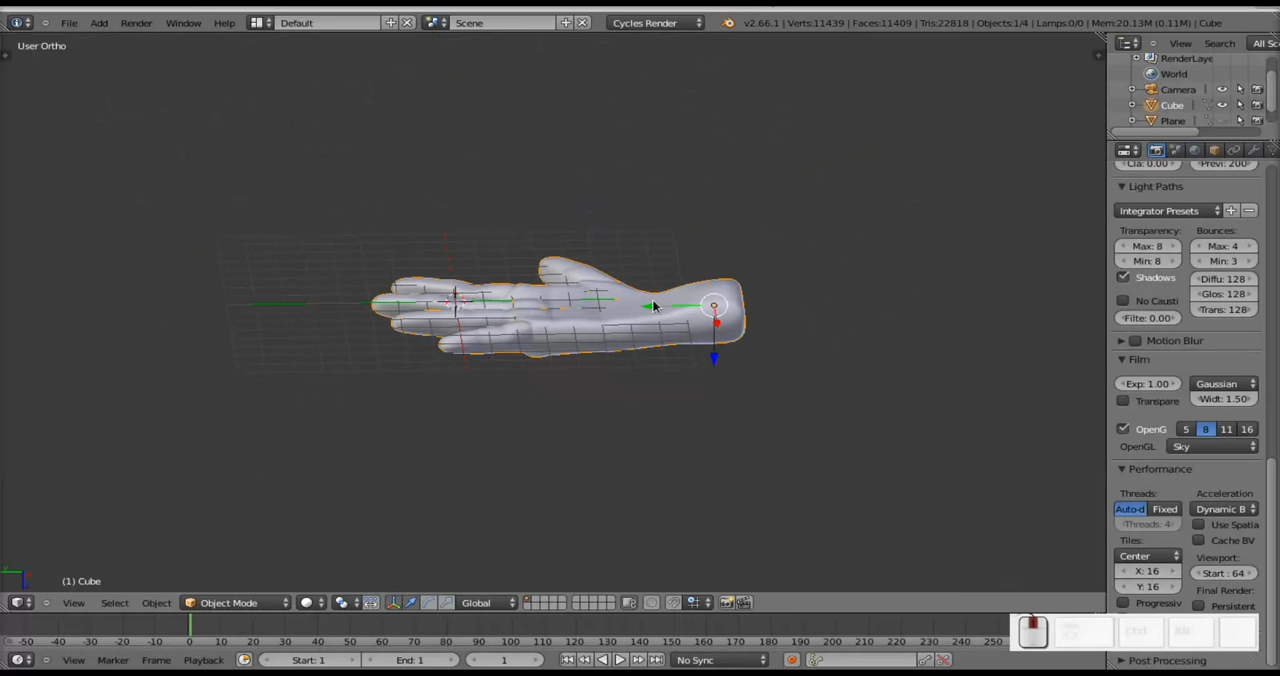 File Add Render Window Help Default Scene Cycles Render v2.66.1 | Verts:11439 | Faces:11409 | Tris:22818 | Objects:1/4 | Lamps:0/0 | Mem:20.13M (0.11M) | Cube
User Ortho
View Search All Sc
RenderLaye
World
Camera
Cube
Plane
Cla: 0.00 Previ: 200
Light Paths
Integrator Presets
Transparency: Bounces:
Max: 8 Max: 4
Min: 8 Min: 3
Shadows Diffu: 128
No Causti Glos: 128
Filte: 0.00 Trans: 128
Motion Blur
Film
Exp: 1.00 Gaussian
Transpare Widt: 1.50
OpenG 5 8 11 16
OpenGL: Sky
Performance
Threads: Acceleration
Auto-d Fixed Dynamic B
Threads: 4 Use Spatia
Tiles: Cache BV
Center Viewport:
X: 16 Start: 64
Y: 16 Final Render:
Progressiv Persistent
Post Processing
(1) Cube
View Select Object Object Mode Global
-50 -40 -30 -20 -10 0 10 20 30 40 50 60 70 80 90 100 110 120 130 140 150 160 170 180 190 200 210 220 230 240 250
Ctrl Alt
View Marker Frame Playback Start: 1 End: 1 1 No Sync